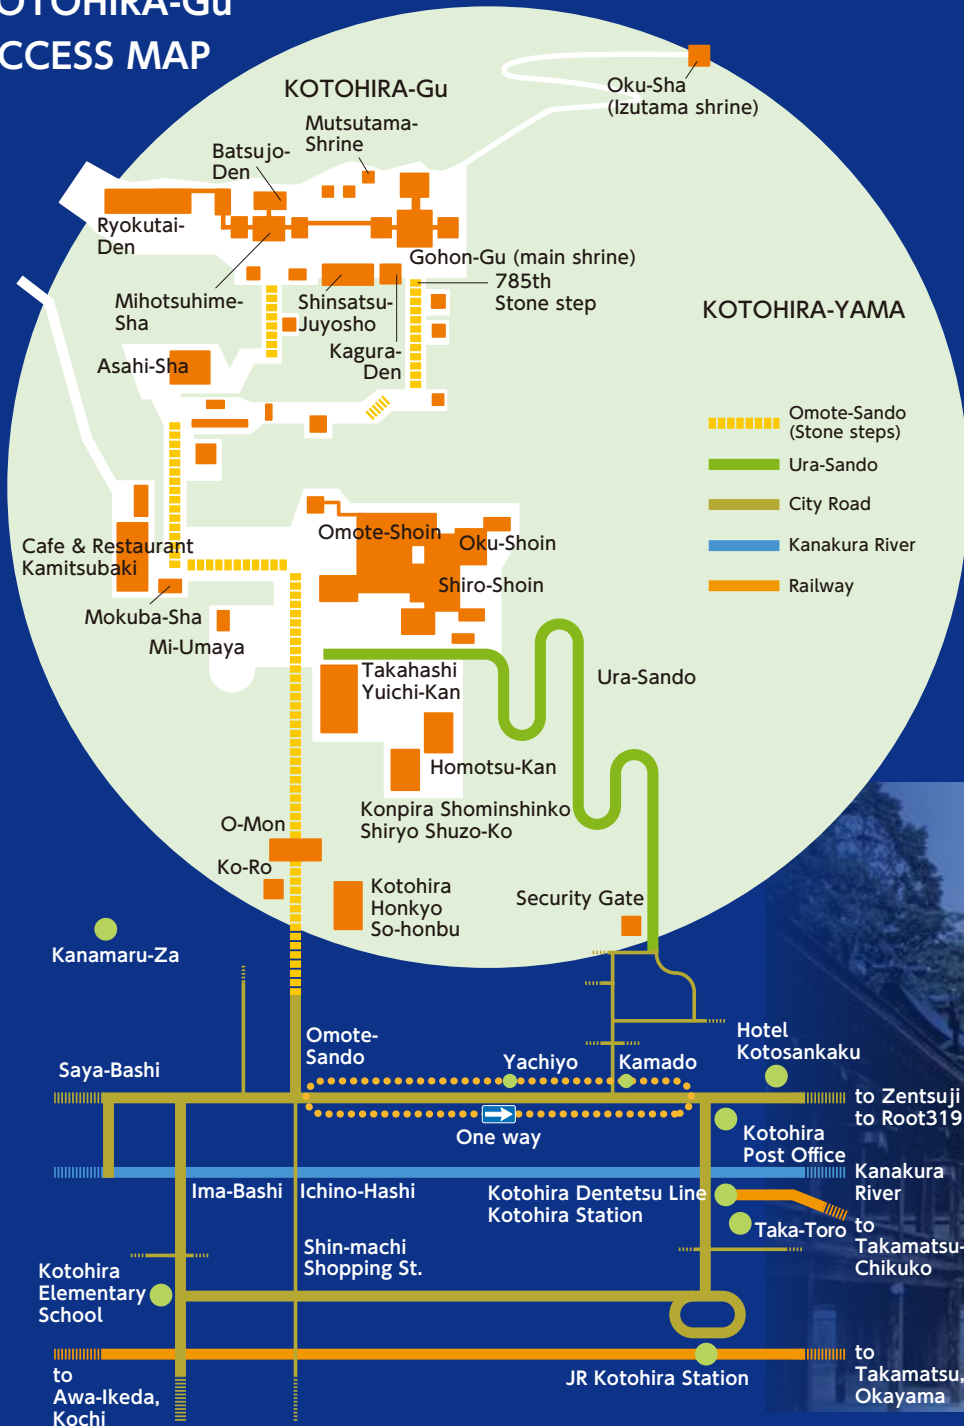 OTOHIRA-Gu
CCESS MAP
KOTOHIRA-Gu
Oku-Sha
(Izutama shrine)
Mutsutama-
Shrine
Batsujo-
Den
Ryokutai-
Den
Gohon-Gu (main shrine)
785th
Stone step
Mihotsuhime-
Sha
Shinsatsu-
Juyosho
Kagura-
Den
KOTOHIRA-YAMA
Asahi-Sha
Omote-Sando
(Stone steps)
Ura-Sando
City Road
Kanakura River
Railway
Omote-Shoin
Oku-Shoin
Shiro-Shoin
Cafe & Restaurant
Kamitsubaki
Mokuba-Sha
Mi-Umaya
Takahashi
Yuichi-Kan
Ura-Sando
Homotsu-Kan
Konpira Shominshinko
Shiryo Shuzo-Ko
O-Mon
Ko-Ro
Kotohira
Honkyo
So-honbu
Security Gate
Kanamaru-Za
Omote-
Sando
Hotel
Kotosankaku
Saya-Bashi
Yachiyo
Kamado
to Zentsuji
to Root319
One way
Kotohira
Post Office
Kanakura
River
Ima-Bashi
Ichino-Hashi
Kotohira Dentetsu Line
Kotohira Station
Taka-Toro
to
Takamatsu-
Chikuko
Shin-machi
Shopping St.
Kotohira
Elementary
School
to
Awa-Ikeda,
Kochi
JR Kotohira Station
to
Takamatsu,
Okayama